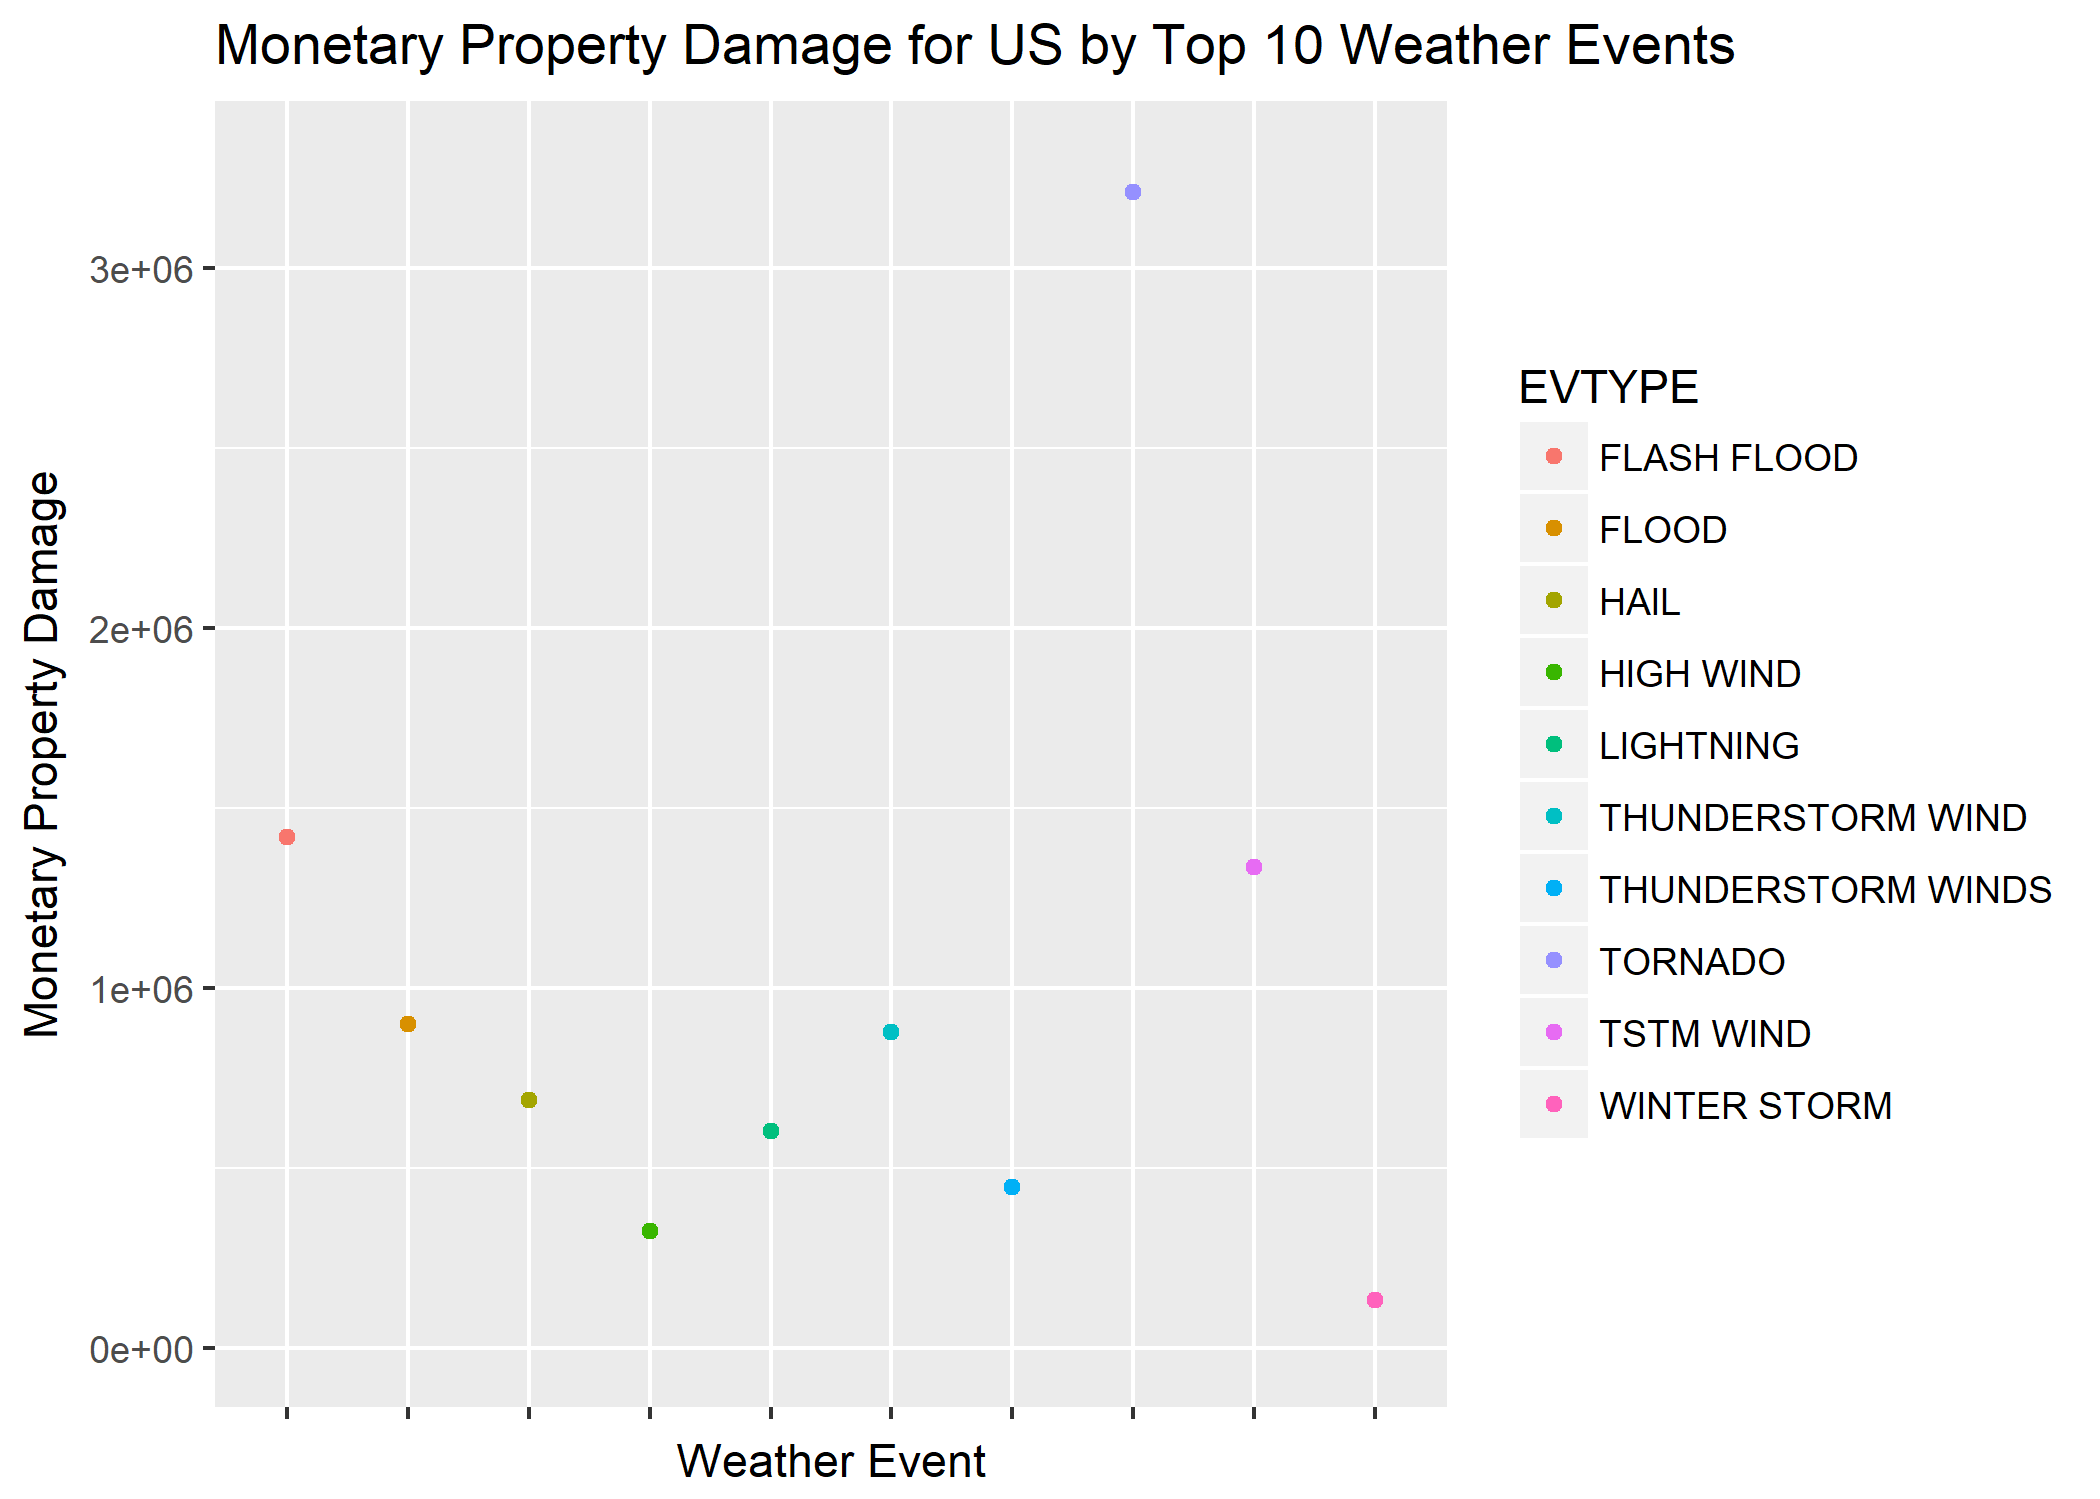 Monetary Property Damage for US by Top 10 Weather Events
Monetary Property Damage
3e+06
2e+06
1e+06
0e+00
Weather Event
EVTYPE
FLASH FLOOD
FLOOD
HAIL
HIGH WIND
LIGHTNING
THUNDERSTORM WIND
THUNDERSTORM WINDS
TORNADO
TSTM WIND
WINTER STORM